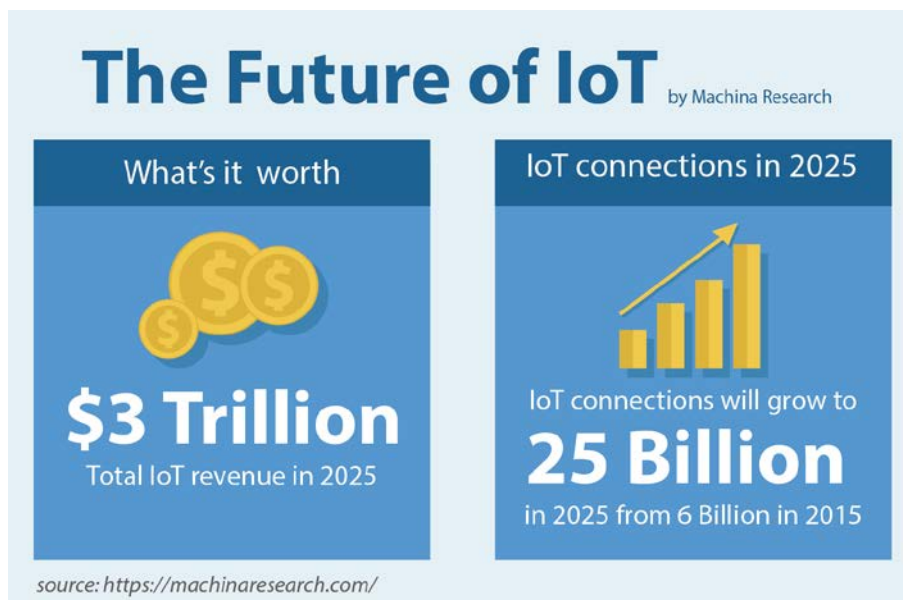 The Future of IoT by Machina Research
What's it worth
$3 Trillion
Total IoT revenue in 2025
IoT connections in 2025
IoT connections will grow to
25 Billion
in 2025 from 6 Billion in 2015
source: https://machinaresearch.com/